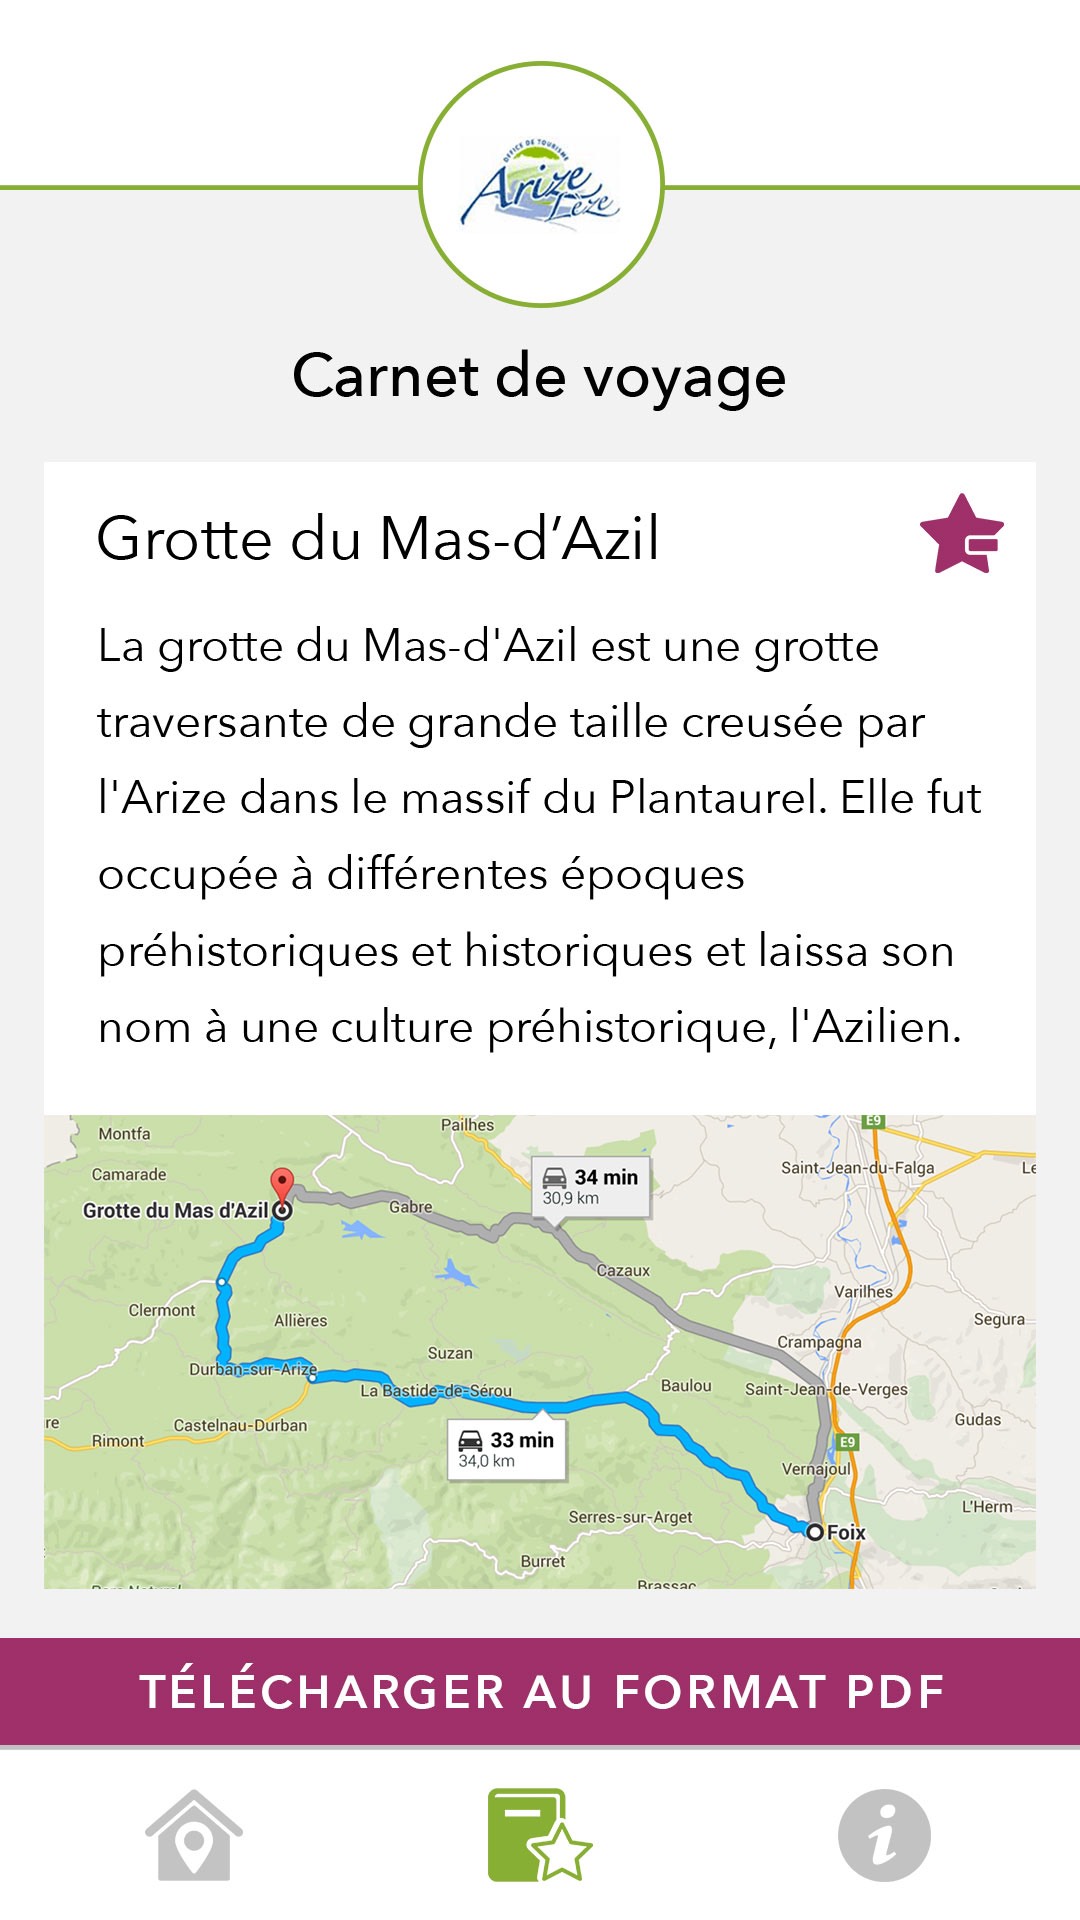 OFFICE DE TOURISME
Arize
Lèze
Carnet de voyage
Grotte du Mas-d’Azil
La grotte du Mas-d'Azil est une grotte
traversante de grande taille creusée par
l'Arize dans le massif du Plantaurel. Elle fut
occupée à différentes époques
préhistoriques et historiques et laissa son
nom à une culture préhistorique, l'Azilien.
Montfa
Pailhes
E9
Camarade
34 min
30,9 km
Saint-Jean-du-Falga
Le
Grotte du Mas d'Azil
Gabre
Cazaux
Varilhes
Clermont
Allières
Segura
Crampagna
Suzan
Durban-sur-Arize
La Bastide-de-Sérou
Baulou
Saint-Jean-de-Verges
re
Castelnau-Durban
Gudas
Rimont
33 min
34,0 km
E9
Vernajoul
L'Herm
Serres-sur-Arget
Foix
Burret
Brassac
TÉLÉCHARGER AU FORMAT PDF